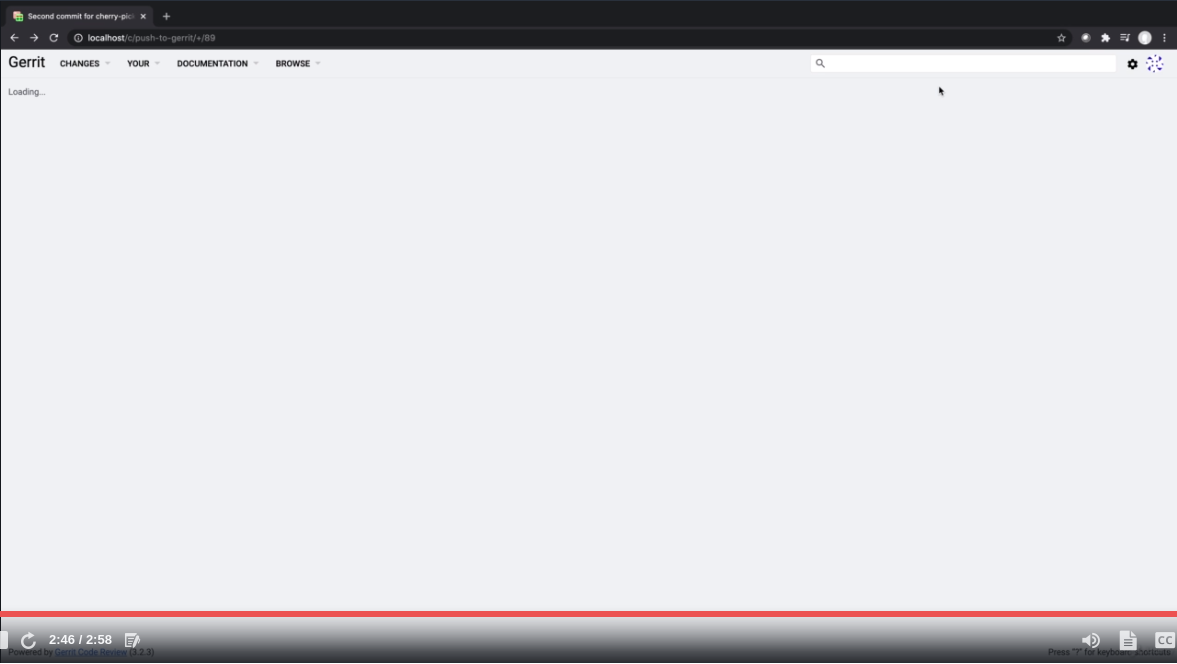 Second commit for cherry-pic
localhost/c/push-to-gerrit/+/89
Gerrit CHANGES YOUR DOCUMENTATION BROWSE
Loading...
2:46 / 2:58 CC
Powered by Gerrit Code Review (3.2.3) Press "?" for keyboard shortcuts